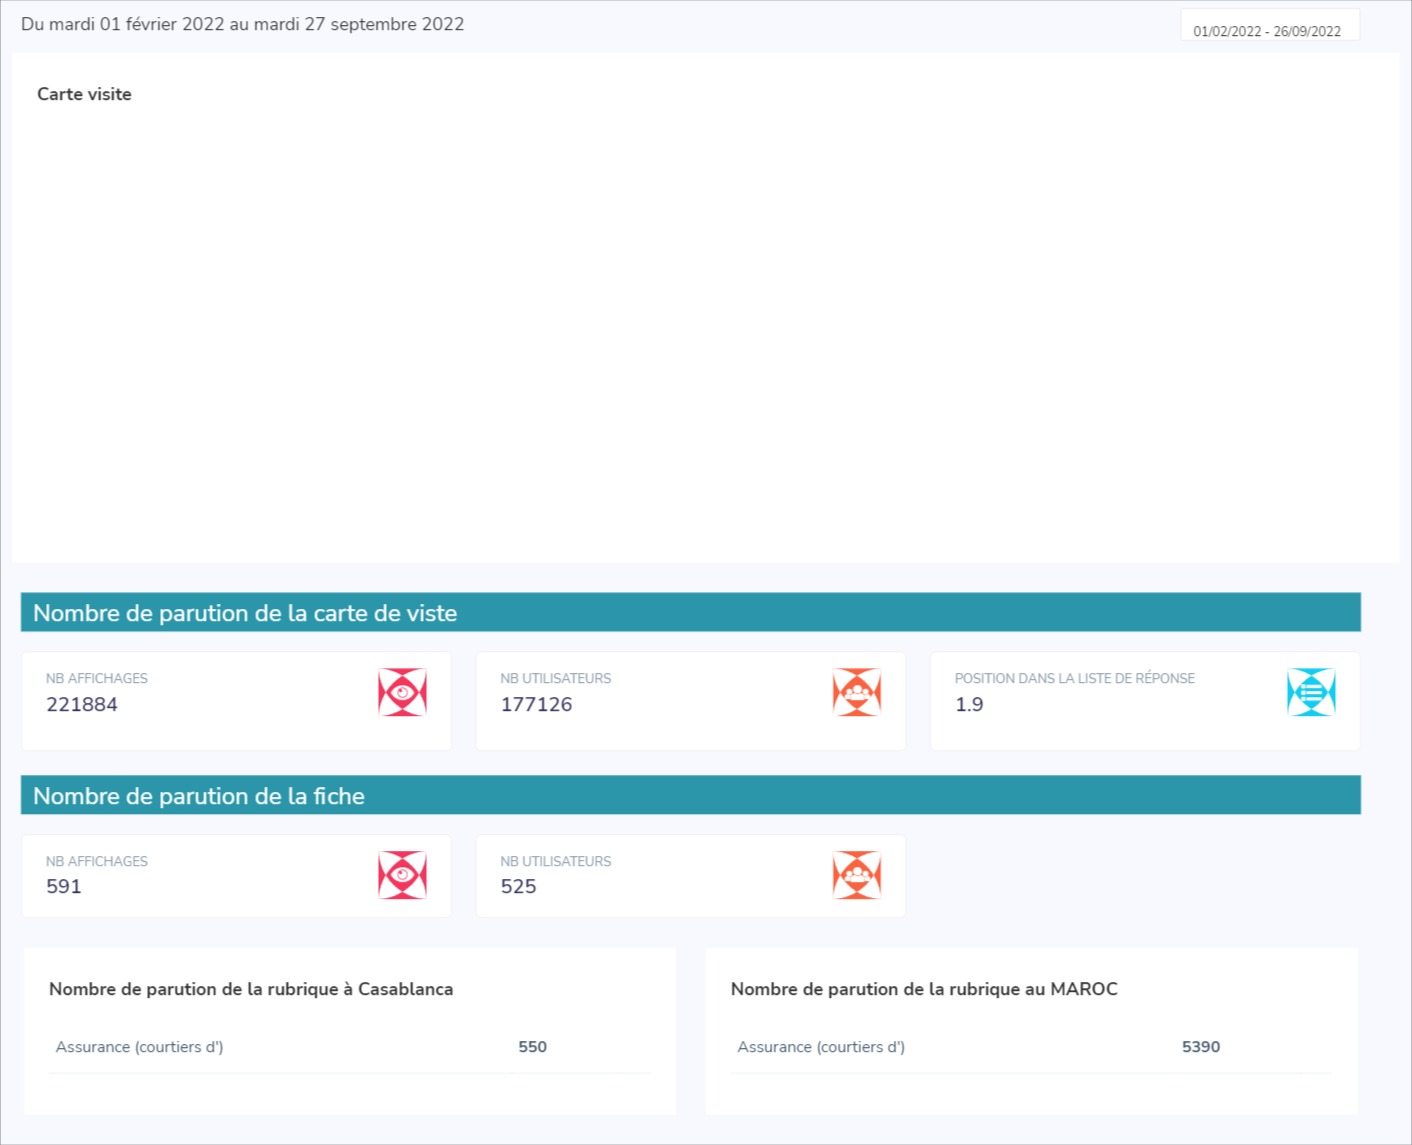 Du mardi 01 février 2022 au mardi 27 septembre 2022
01/02/2022 - 26/09/2022
Carte visite
Nombre de parution de la carte de viste
NB AFFICHAGES
221884
NB UTILISATEURS
177126
POSITION DANS LA LISTE DE RÉPONSE
1.9
Nombre de parution de la fiche
NB AFFICHAGES
591
NB UTILISATEURS
525
Nombre de parution de la rubrique à Casablanca
Assurance (courtiers d') 550
Nombre de parution de la rubrique au MAROC
Assurance (courtiers d') 5390